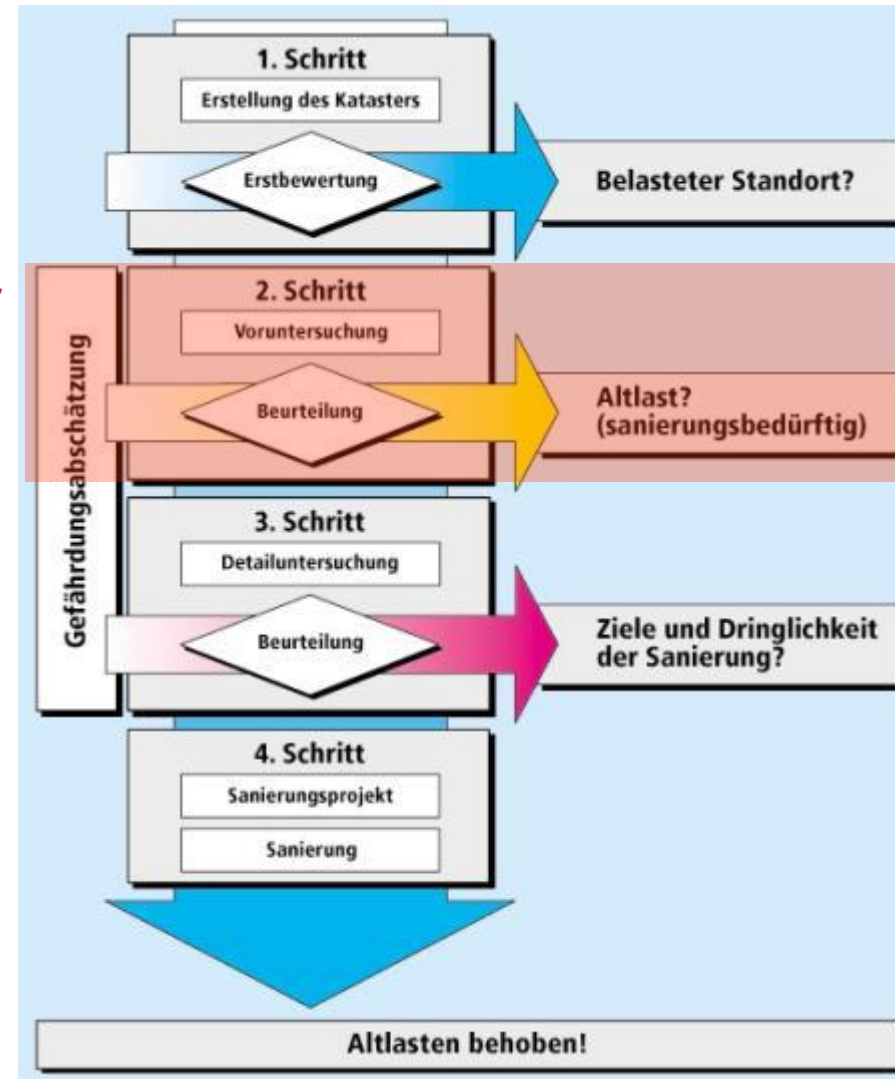 1. Schritt
Erstellung des Katasters
Erstbewertung
Belasteter Standort?
Gefährdungsabschätzung
2. Schritt
Voruntersuchung
Beurteilung
Altlast?
(sanierungsbedürftig)
3. Schritt
Detailuntersuchung
Beurteilung
Ziele und Dringlichkeit
der Sanierung?
4. Schritt
Sanierungsprojekt
Sanierung
Altlasten behoben!